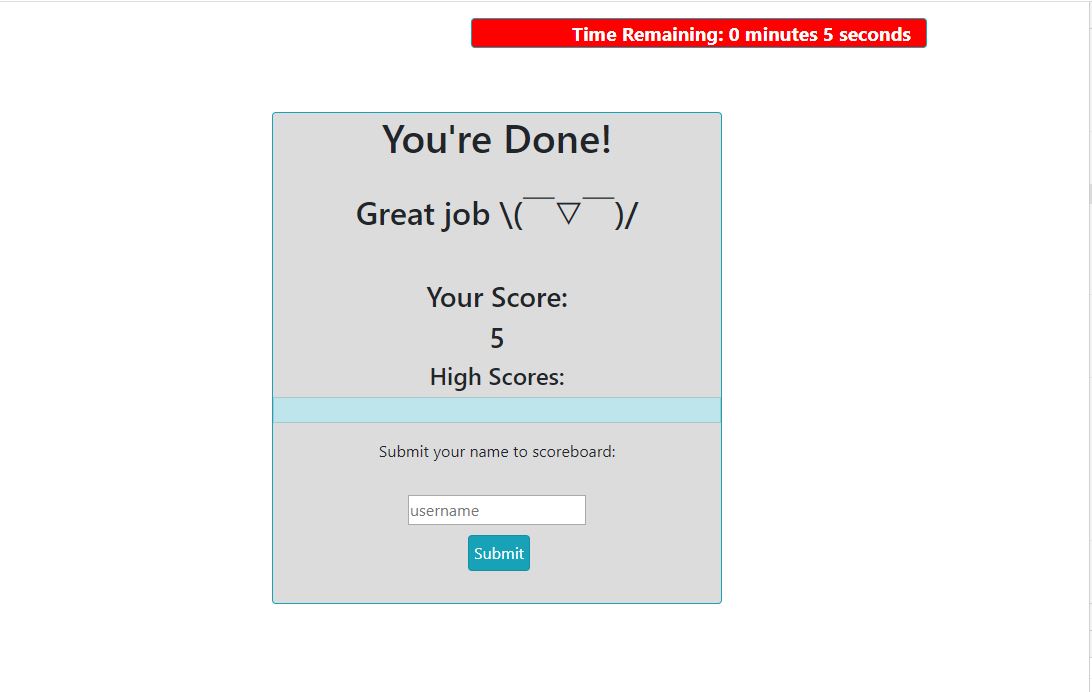 Time Remaining: 0 minutes 5 seconds
You're Done!
Great job \(￣▽￣)/
Your Score:
5
High Scores:
Submit your name to scoreboard:
username
Submit